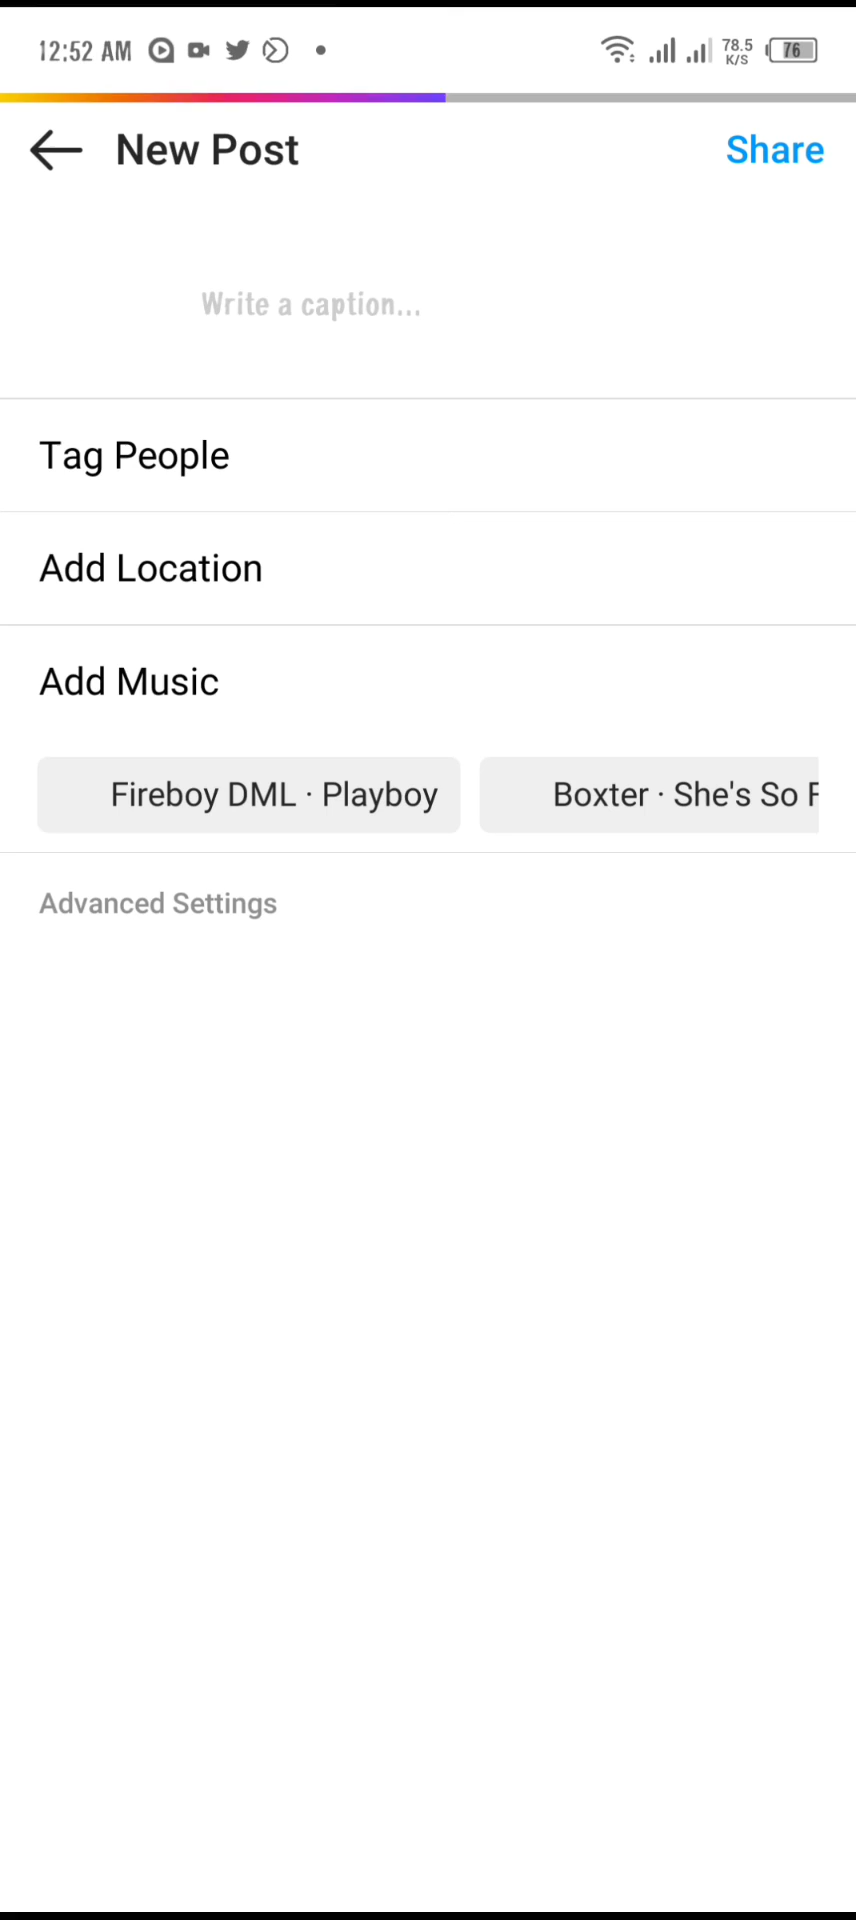 12:52 AM 78.5 K/S 76
New Post Share
Write a caption...
Tag People
Add Location
Add Music
Fireboy DML · Playboy Boxter · She's So F
Advanced Settings